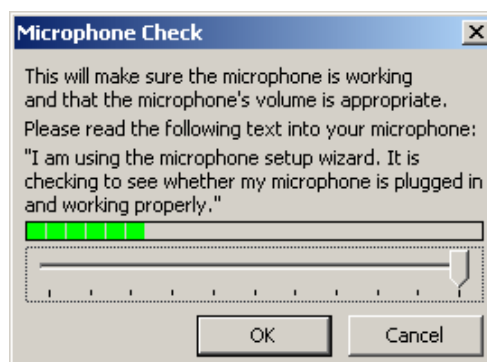 Microphone Check
This will make sure the microphone is working
and that the microphone's volume is appropriate.
Please read the following text into your microphone:
"I am using the microphone setup wizard. It is
checking to see whether my microphone is plugged in
and working properly."
OK Cancel